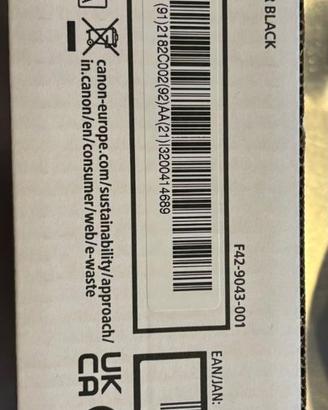 BLACK
F42-9043-001
(91)2182C002(92)AA(21)I3200414689
EAN/JAN:
canon-europe.com/sustainability/approach/
in.canon/en/consumer/web/e-waste
UK
CA